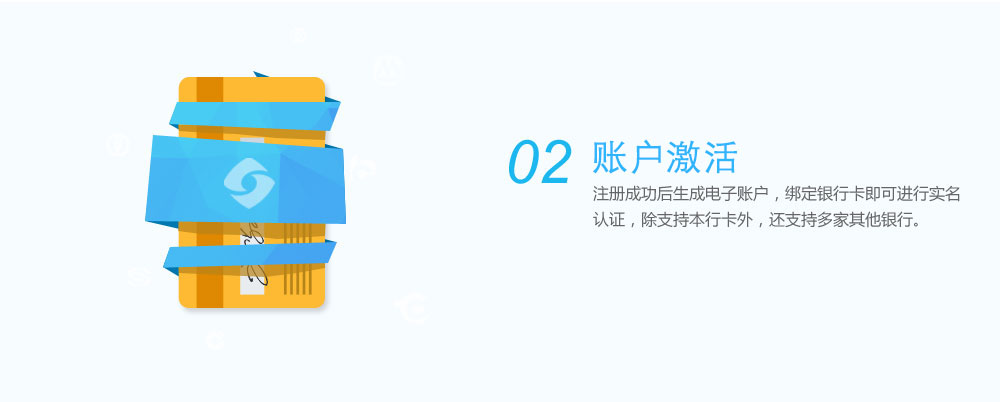 02 账户激活
注册成功后生成电子账户，绑定银行卡即可进行实名
认证，除支持本行卡外，还支持多家其他银行。